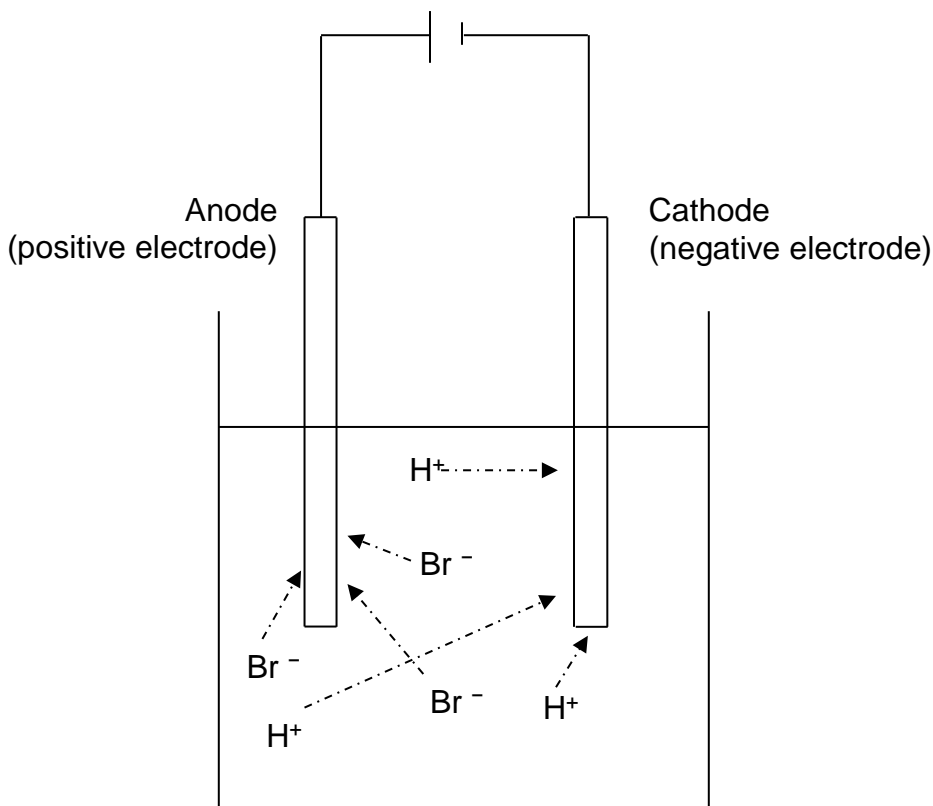 Anode
(positive electrode)
Cathode
(negative electrode)
H⁺
Br ⁻
Br ⁻
Br ⁻
H⁺
H⁺